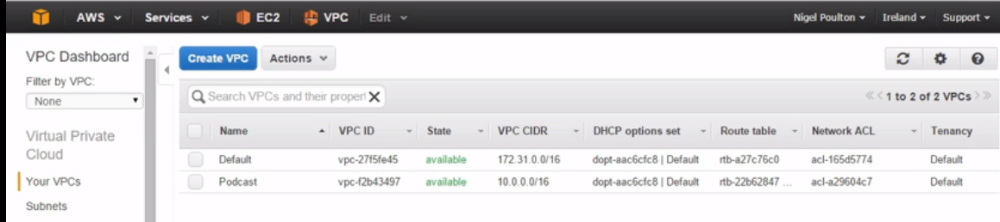 AWS Services EC2 VPC Edit Nigel Poulton Ireland Support
VPC Dashboard
Filter by VPC:
None
Virtual Private
Cloud
Your VPCs
Subnets
Create VPC Actions
Search VPCs and their propert
1 to 2 of 2 VPCs
Name VPC ID State VPC CIDR DHCP options set Route table Network ACL Tenancy
Default vpc-27f5fe45 available 172.31.0.0/16 dopt-aac6cfc8 | Default rtb-a27c76c0 acl-165d5774 Default
Podcast vpc-f2b43497 available 10.0.0.0/16 dopt-aac6cfc8 | Default rtb-22b62847 ... acl-a29604c7 Default